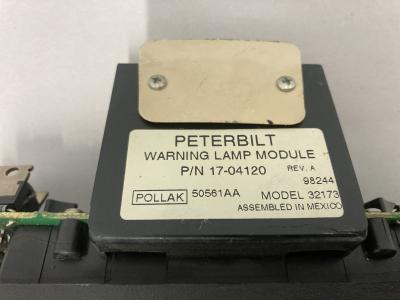 PETERBILT
WARNING LAMP MODULE
P/N 17-04120 REV. A
98244
POLLAK 50561AA MODEL 32173
ASSEMBLED IN MEXICO